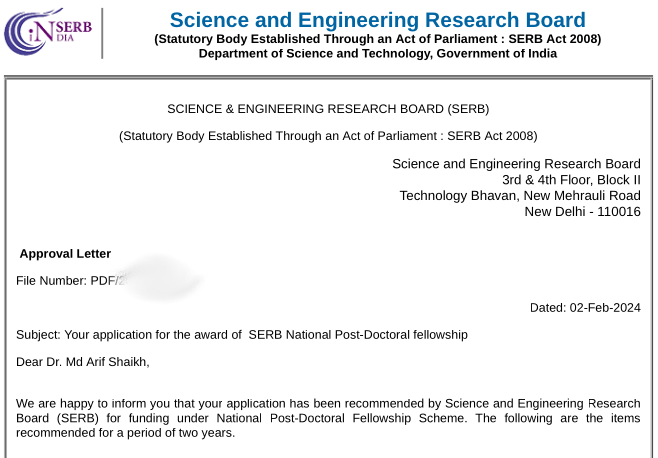 SERB
INDIA
Science and Engineering Research Board
(Statutory Body Established Through an Act of Parliament : SERB Act 2008)
Department of Science and Technology, Government of India
SCIENCE & ENGINEERING RESEARCH BOARD (SERB)
(Statutory Body Established Through an Act of Parliament : SERB Act 2008)
Science and Engineering Research Board
3rd & 4th Floor, Block II
Technology Bhavan, New Mehrauli Road
New Delhi - 110016
Approval Letter
File Number: PDF/
Dated: 02-Feb-2024
Subject: Your application for the award of SERB National Post-Doctoral fellowship
Dear Dr. Md Arif Shaikh,
We are happy to inform you that your application has been recommended by Science and Engineering Research
Board (SERB) for funding under National Post-Doctoral Fellowship Scheme. The following are the items
recommended for a period of two years.